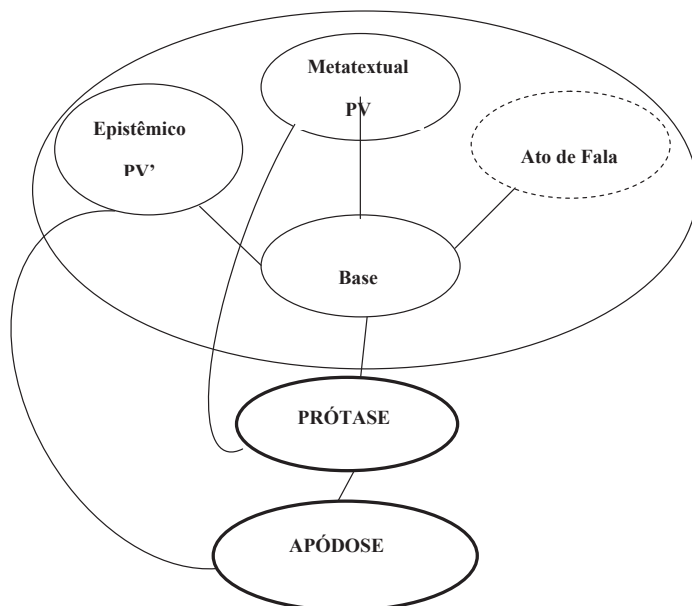 Metatextual
PV
Epistêmico
PV’
Ato de Fala
Base
PRÓTASE
APÓDOSE